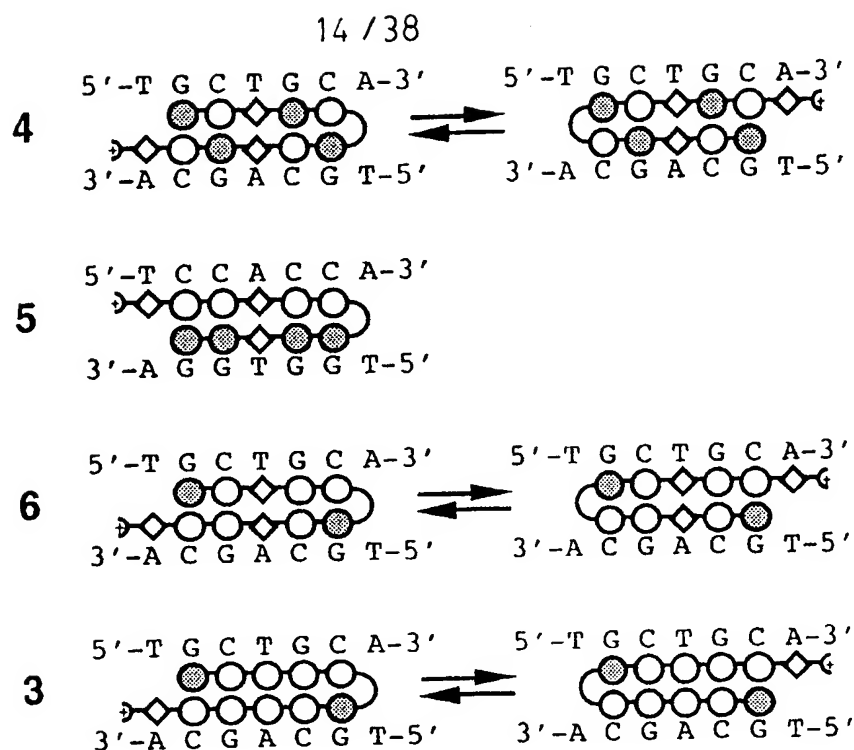 14/38
5'-T G C T G C A-3' 5'-T G C T G C A-3'
4
3'-A C G A C G T-5' 3'-A C G A C G T-5'
5'-T C C A C C A-3'
5
3'-A G G T G G T-5'
5'-T G C T G C A-3' 5'-T G C T G C A-3'
6
3'-A C G A C G T-5' 3'-A C G A C G T-5'
5'-T G C T G C A-3' 5'-T G C T G C A-3'
3
3'-A C G A C G T-5' 3'-A C G A C G T-5'